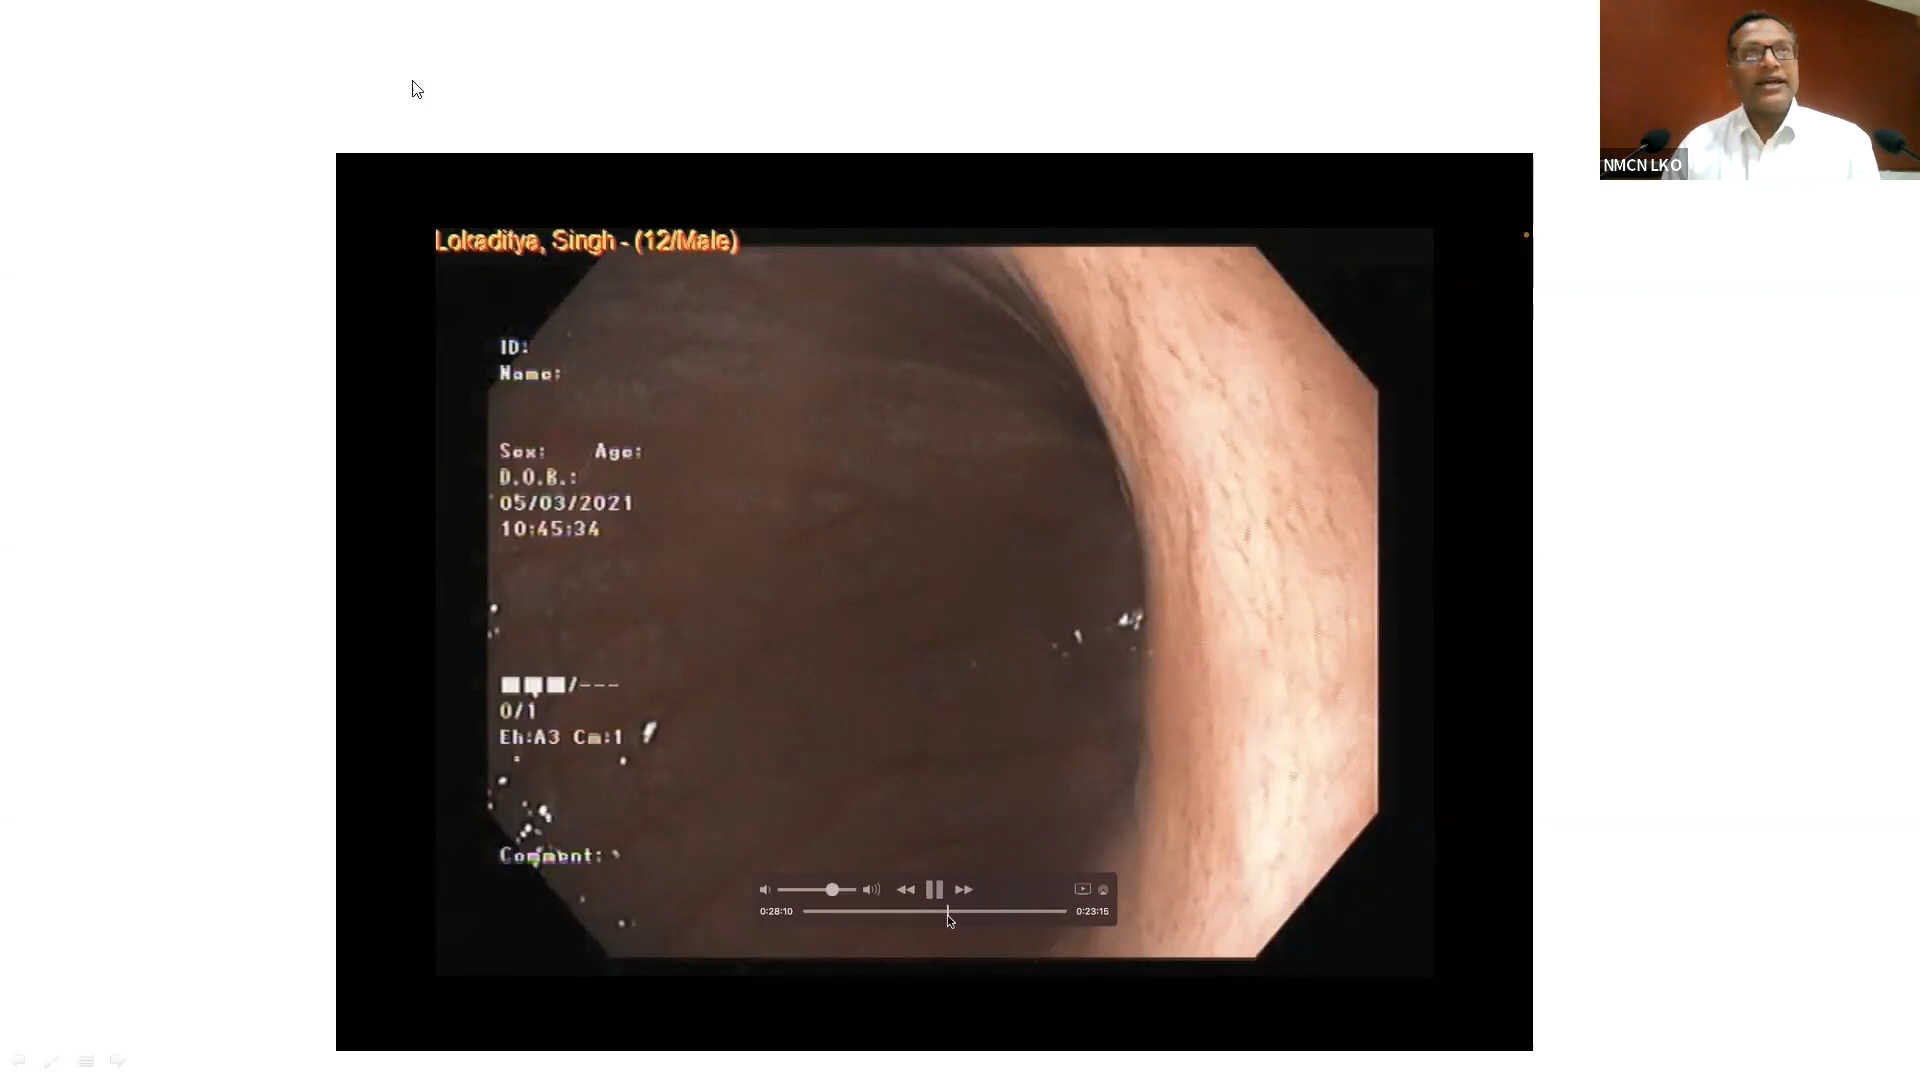 NMCN LKO
Lokaditya, Singh - (12/Male)
ID:
Name:
Sex: Age:
D.O.B.:
05/03/2021
10:45:34
/---
0/1
Eh:A3 Cm:1
Comment:
0:28:10
0:23:15